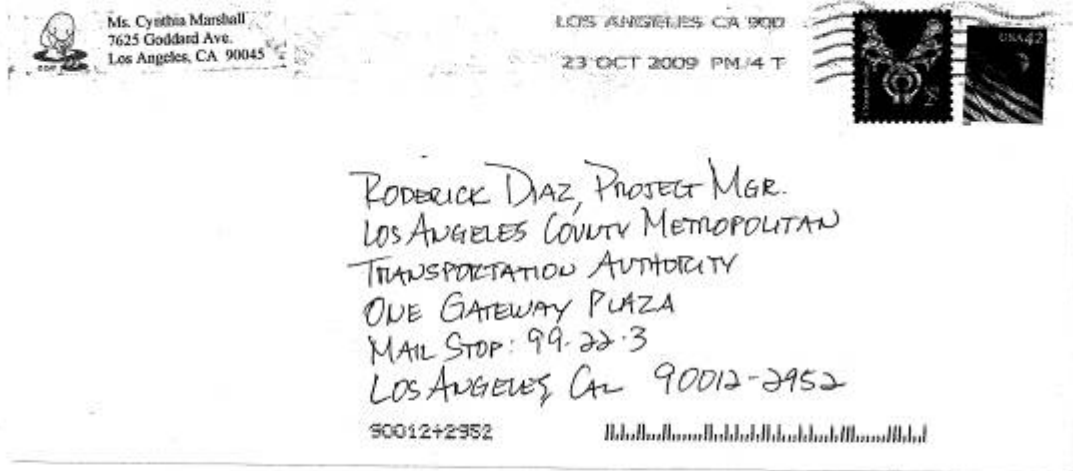 Ms. Cynthia Marshall
7625 Goddard Ave.
Los Angeles, CA 90045
LOS ANGELES CA 900
23 OCT 2009 PM 4 T
USA 42
RODERICK DIAZ, PROJECT MGR.
LOS ANGELES COUNTY METROPOLITAN
TRANSPORTATION AUTHORITY
ONE GATEWAY PLAZA
MAIL STOP: 99-22-3
LOS ANGELES, CAL 90012-2952
90012+2952